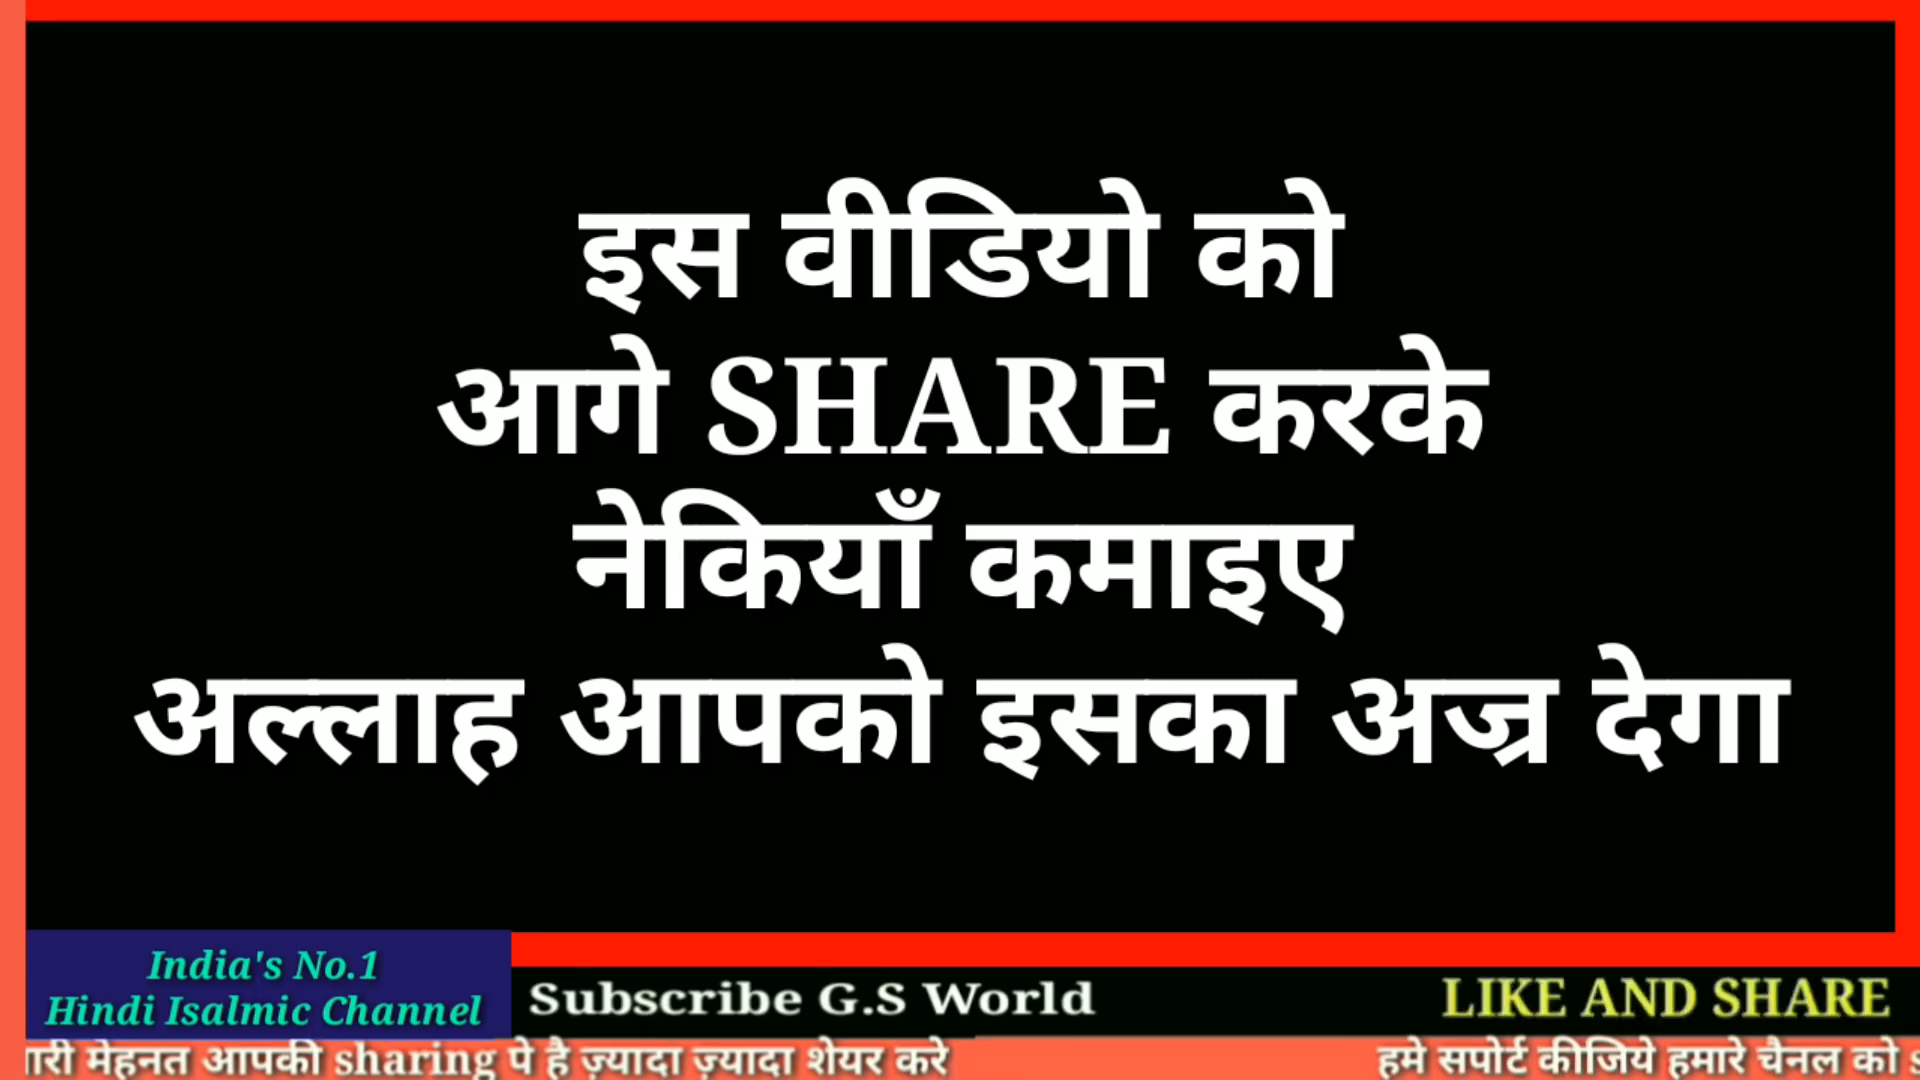 इस वीडियो को
आगे SHARE करके
नेकियाँ कमाइए
अल्लाह आपको इसका अज्र देगा
India's No.1
Hindi Isalmic Channel
Subscribe G.S World
LIKE AND SHARE
मेहनत आपकी sharing पे है ज़्यादा ज़्यादा शेयर करे
हमे सपोर्ट कीजिये हमारे चैनल को